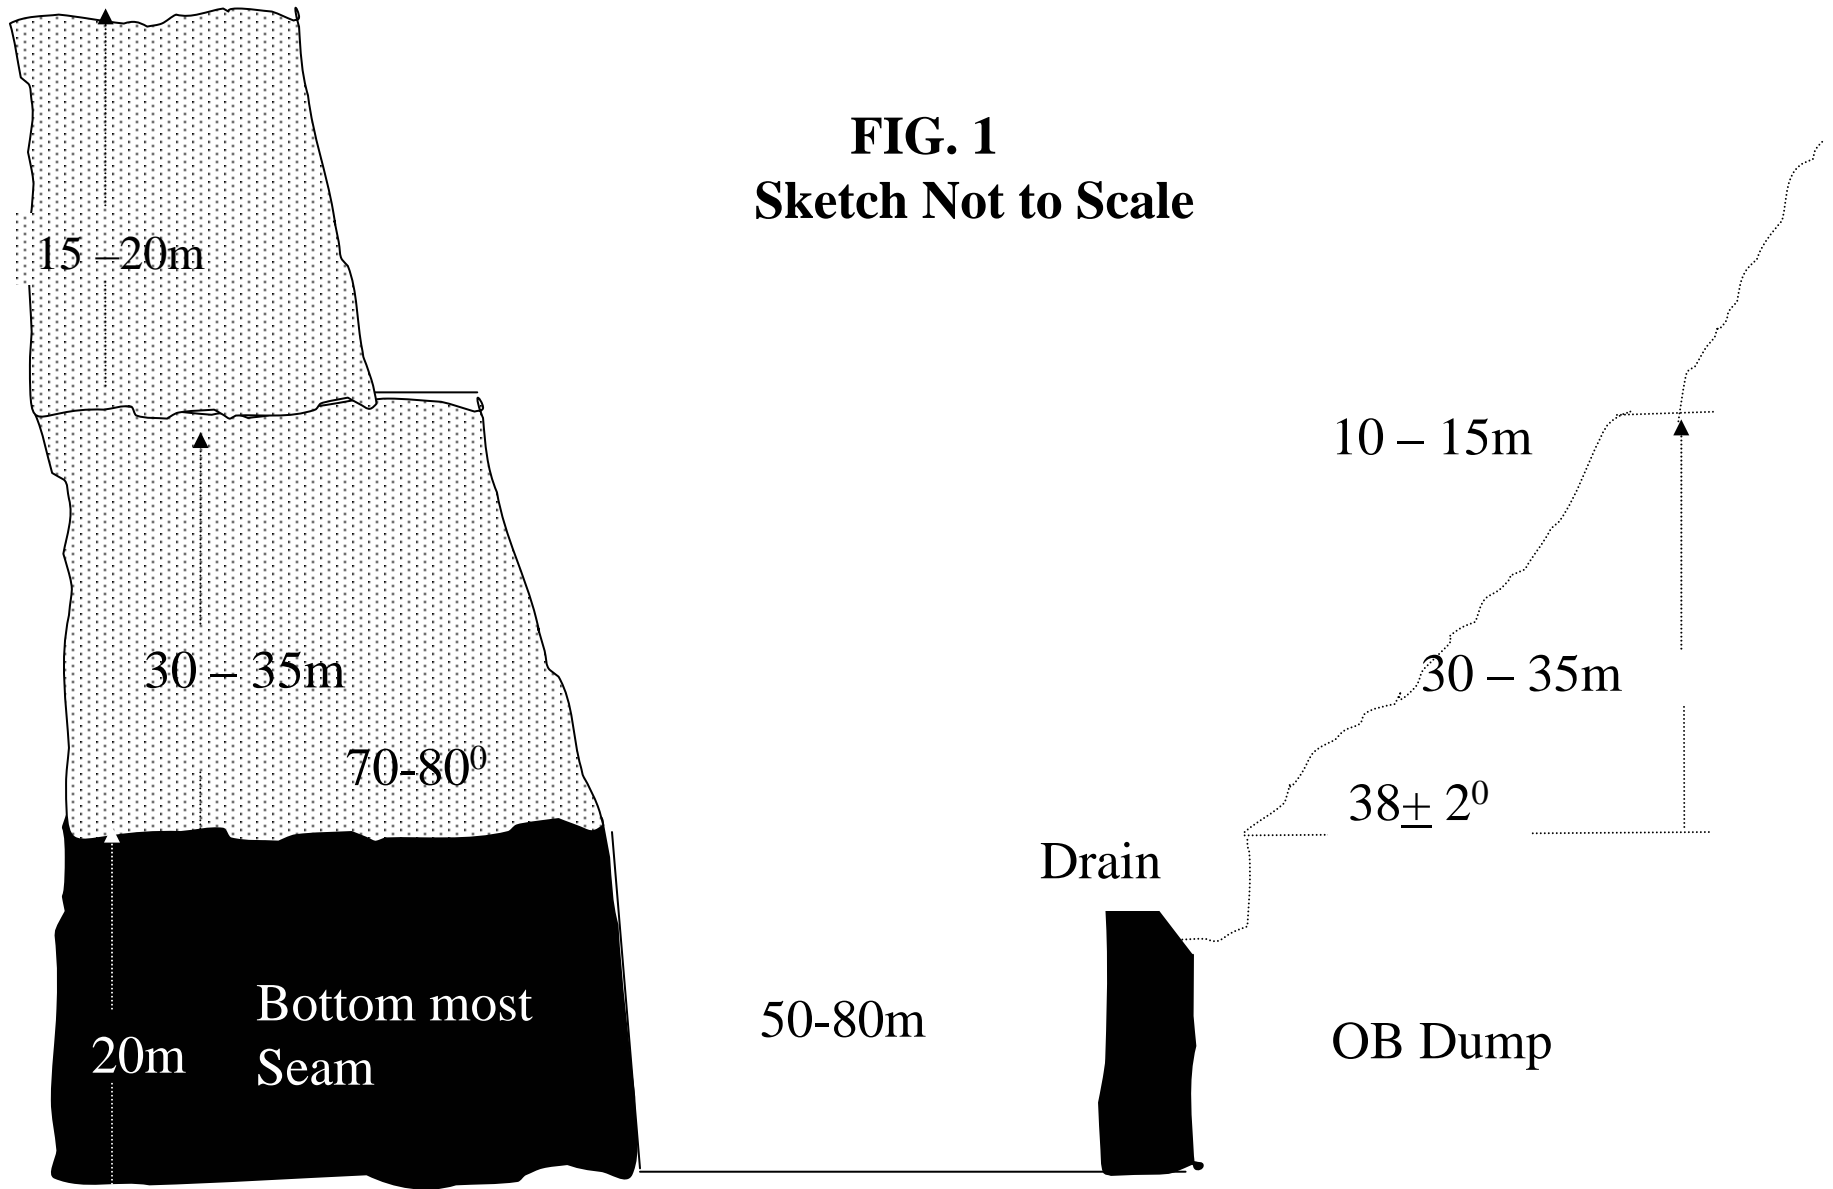 FIG. 1
Sketch Not to Scale
15 –20m
10 – 15m
30 – 35m
30 – 35m
70-80⁰
38± 2⁰
Drain
Bottom most
Seam
50-80m
20m
OB Dump